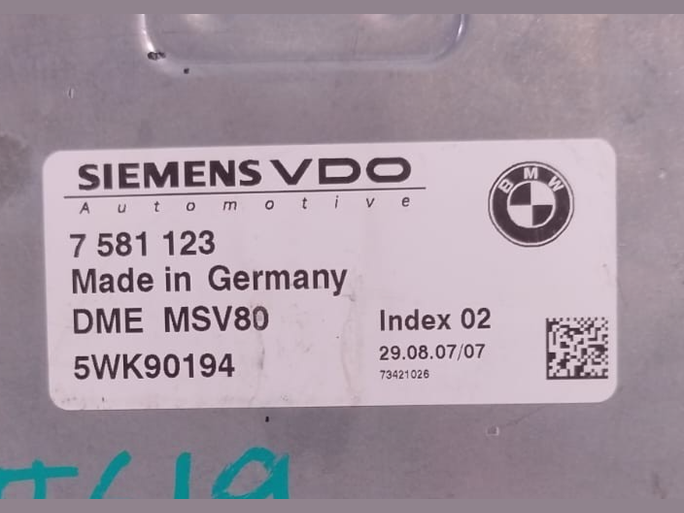 SIEMENS VDO
Automotive
BMW
7 581 123
Made in Germany
DME MSV80
Index 02
5WK90194
29.08.07/07
73421026